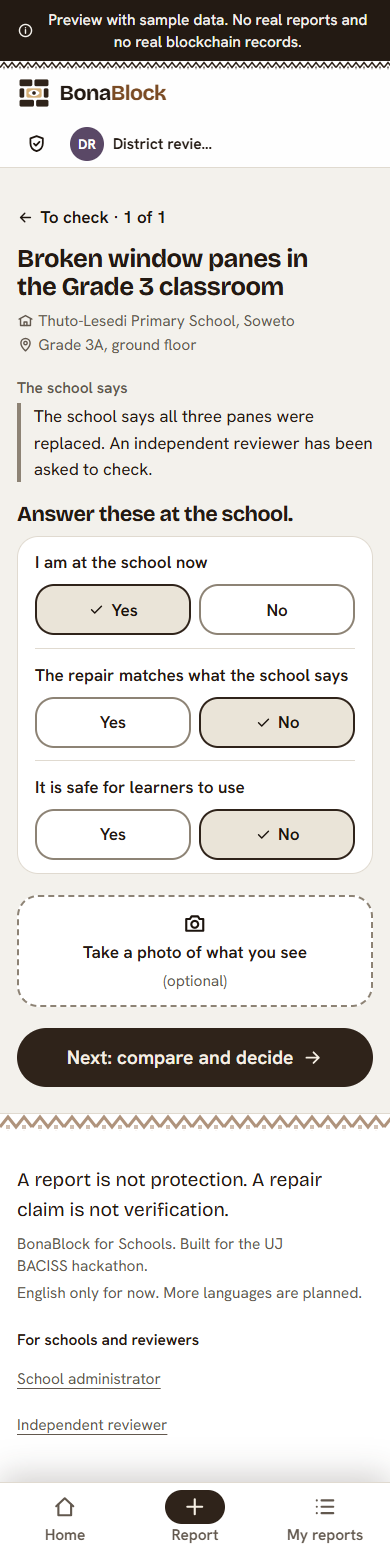 Preview with sample data. No real reports and
no real blockchain records.
BonaBlock
DR District revie...
← To check · 1 of 1
Broken window panes in
the Grade 3 classroom
Thuto-Lesedi Primary School, Soweto
Grade 3A, ground floor
The school says
The school says all three panes were
replaced. An independent reviewer has been
asked to check.
Answer these at the school.
I am at the school now
✓ Yes No
The repair matches what the school says
Yes ✓ No
It is safe for learners to use
Yes ✓ No
Take a photo of what you see
(optional)
Next: compare and decide →
A report is not protection. A repair
claim is not verification.
BonaBlock for Schools. Built for the UJ
BACISS hackathon.
English only for now. More languages are planned.
For schools and reviewers
School administrator
Independent reviewer
Home Report My reports